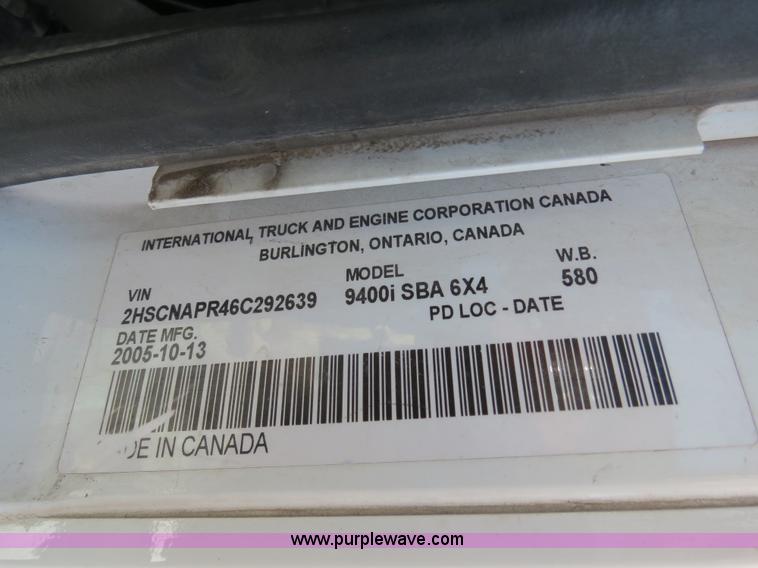 INTERNATIONAL TRUCK AND ENGINE CORPORATION CANADA
BURLINGTON, ONTARIO, CANADA
VIN MODEL W.B.
2HSCNAPR46C292639 9400i SBA 6X4 580
DATE MFG. PD LOC - DATE
2005-10-13
DE IN CANADA
www.purplewave.com